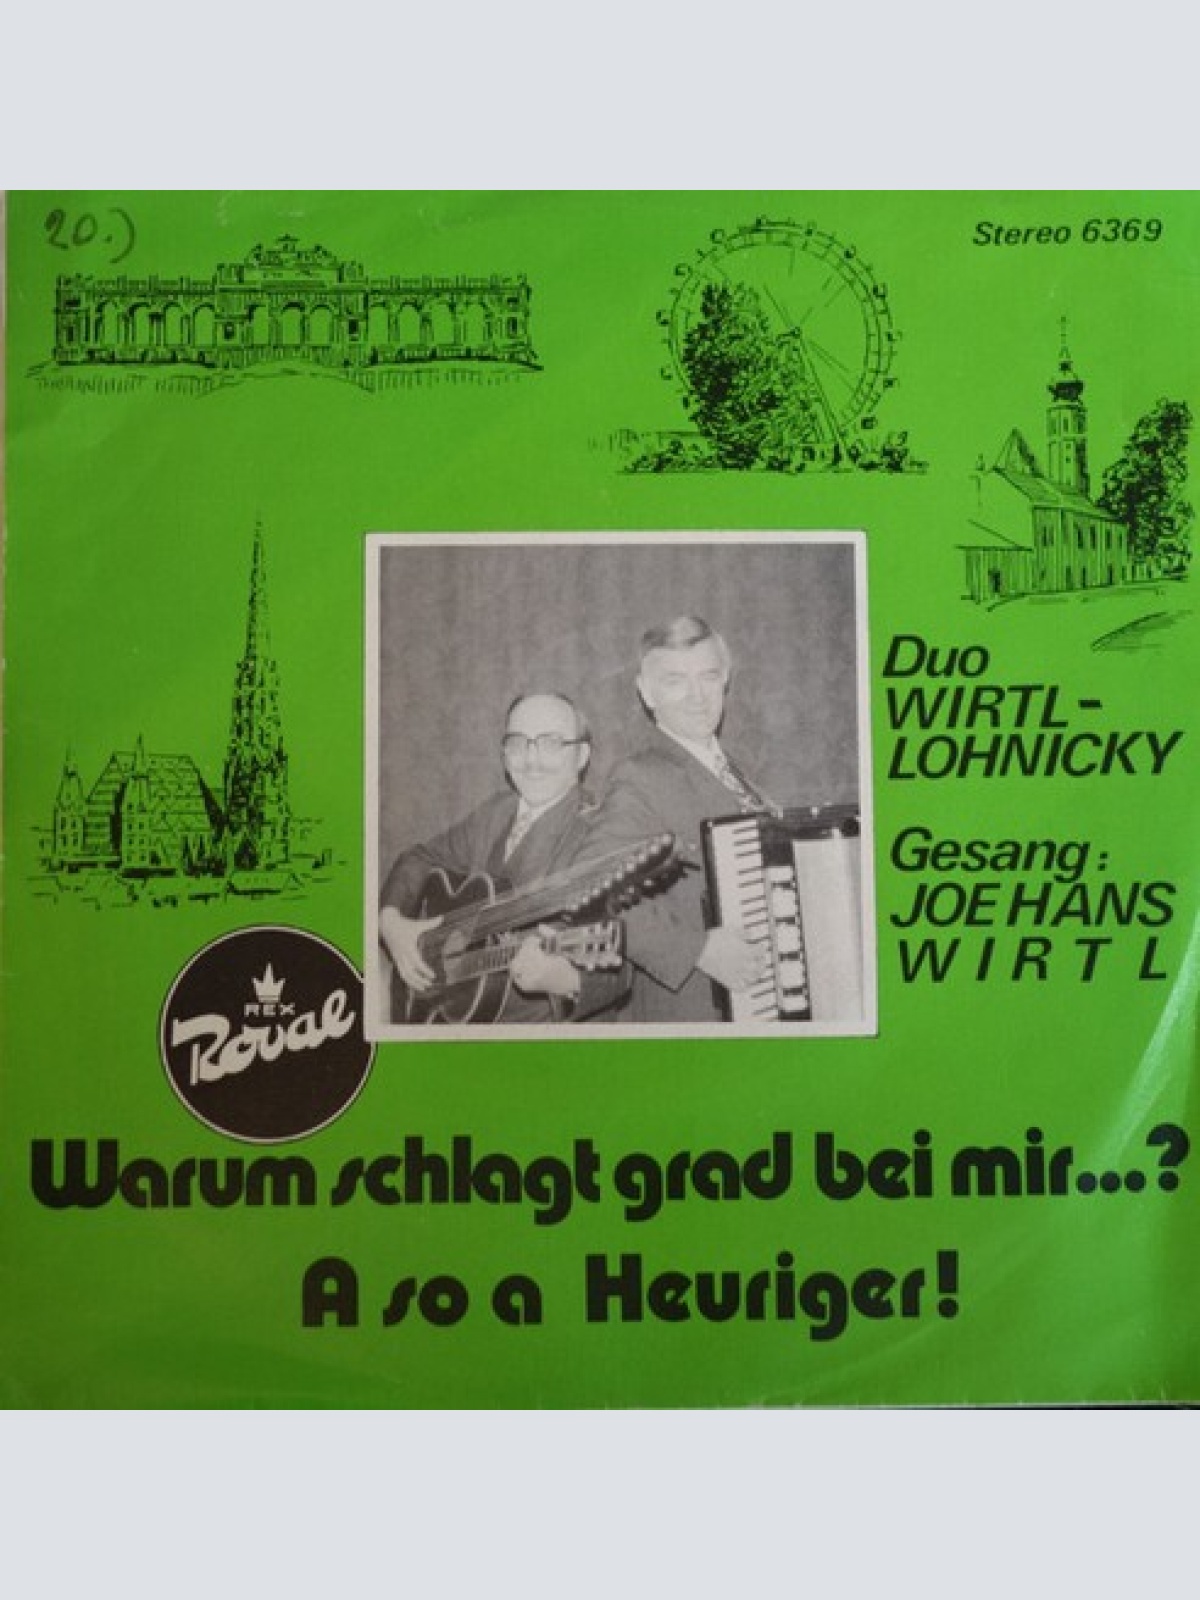 20.)
Stereo 6369
Duo
WIRTL-
LOHNICKY
Gesang:
JOE HANS
WIRTL
REX
Royal
Warum schlagt grad bei mir...?
A so a Heuriger!